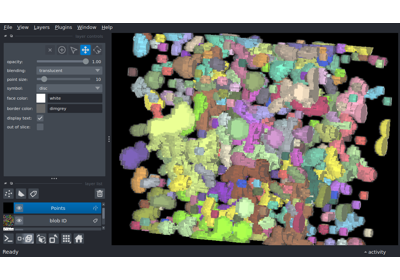 File View Layers Plugins Window Help
opacity: 1.00
blending: translucent
point size: 10
symbol: disc
face color: white
border color: dimgrey
display text:
out of slice:
Points
blob ID
Ready
activity